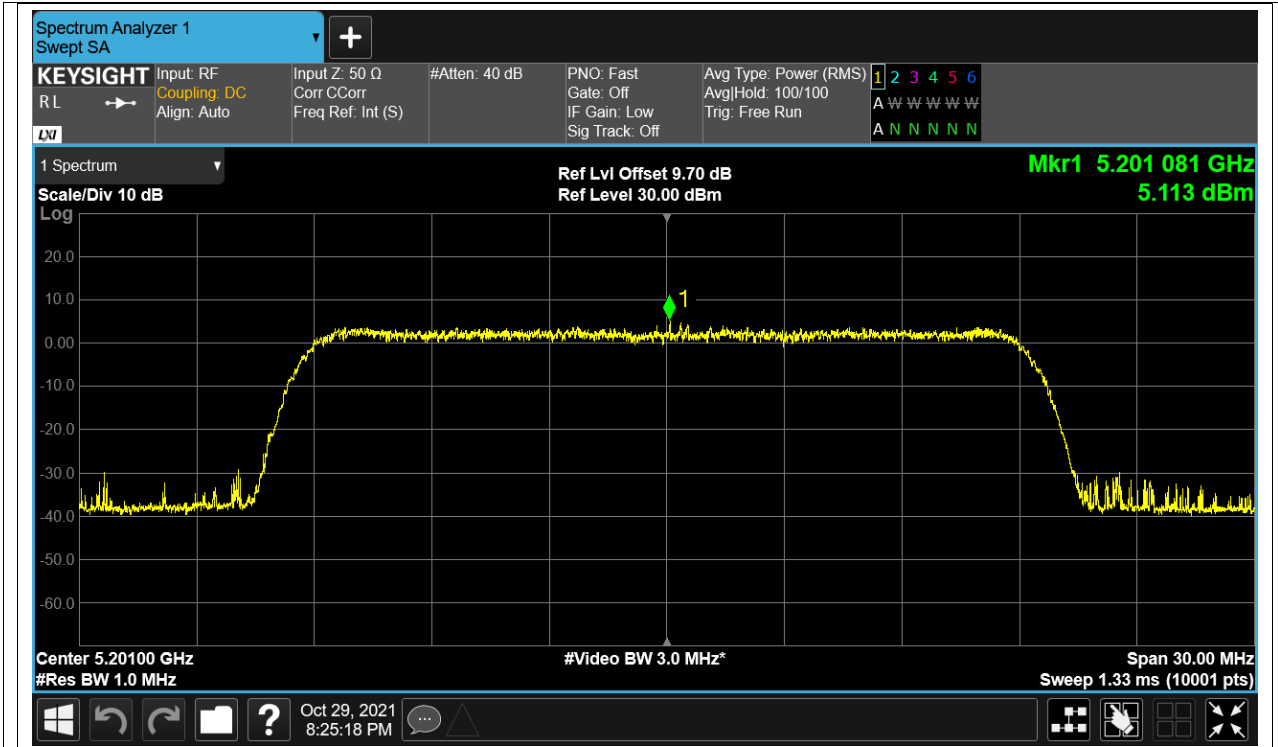 Spectrum Analyzer 1
Swept SA
+
KEYSIGHT
R L
LXI
Input: RF
Coupling: DC
Align: Auto
Input Z: 50 Ω
Corr CCorr
Freq Ref: Int (S)
#Atten: 40 dB
PNO: Fast
Gate: Off
IF Gain: Low
Sig Track: Off
Avg Type: Power (RMS)
Avg|Hold: 100/100
Trig: Free Run
1 2 3 4 5 6
A W W W W W
A N N N N N
1 Spectrum
Scale/Div 10 dB
Ref Lvl Offset 9.70 dB
Ref Level 30.00 dBm
Mkr1 5.201 081 GHz
5.113 dBm
Log
20.0
10.0
0.00
-10.0
-20.0
-30.0
-40.0
-50.0
-60.0
1
Center 5.20100 GHz
#Res BW 1.0 MHz
#Video BW 3.0 MHz*
Span 30.00 MHz
Sweep 1.33 ms (10001 pts)
?
Oct 29, 2021
8:25:18 PM